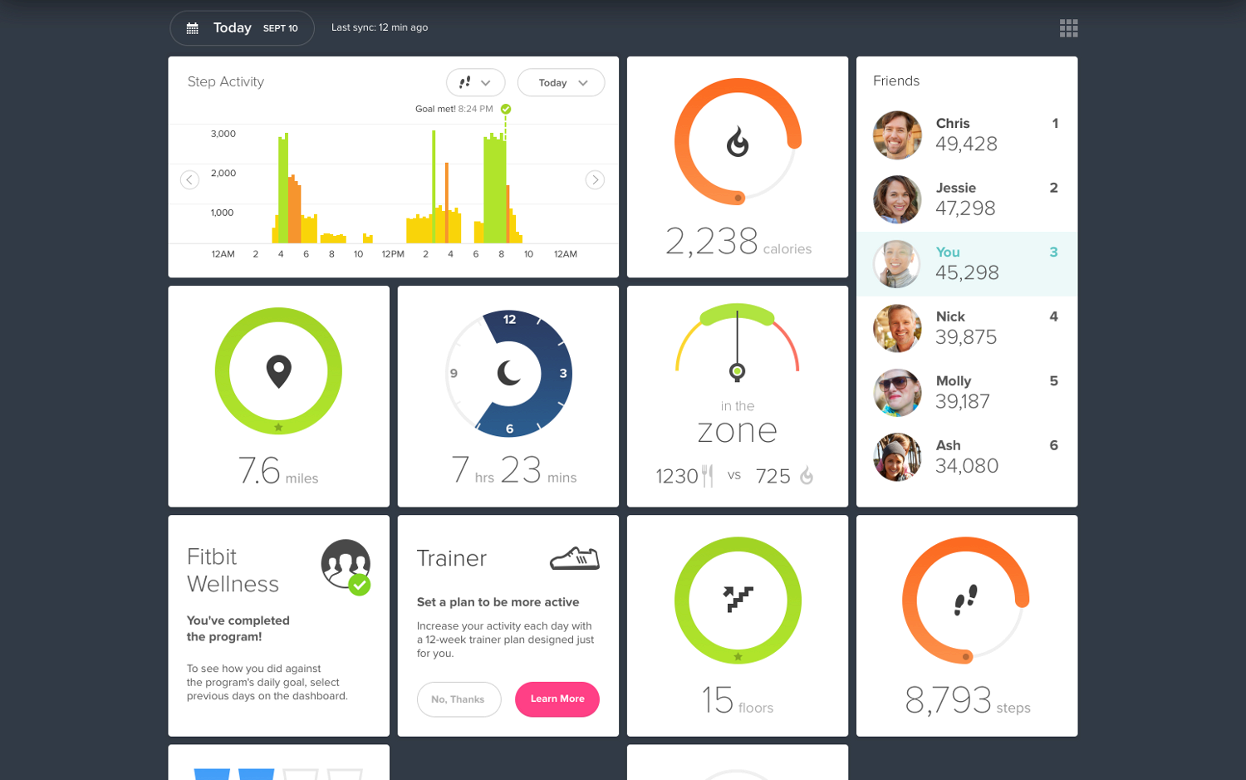 Today SEPT 10
Last sync: 12 min ago
Step Activity
Today
Goal met! 8:24 PM
3,000
2,000
1,000
12AM 2 4 6 8 10 12PM 2 4 6 8 10 12AM
2,238 calories
Friends
Chris 1
49,428
Jessie 2
47,298
You 3
45,298
Nick 4
39,875
Molly 5
39,187
Ash 6
34,080
7.6 miles
12
9
3
6
7 hrs 23 mins
in the
zone
1230 vs 725
Fitbit
Wellness
You've completed
the program!
To see how you did against
the program's daily goal, select
previous days on the dashboard.
Trainer
Set a plan to be more active
Increase your activity each day with
a 12-week trainer plan designed just
for you.
No, Thanks
Learn More
15 floors
8,793 steps